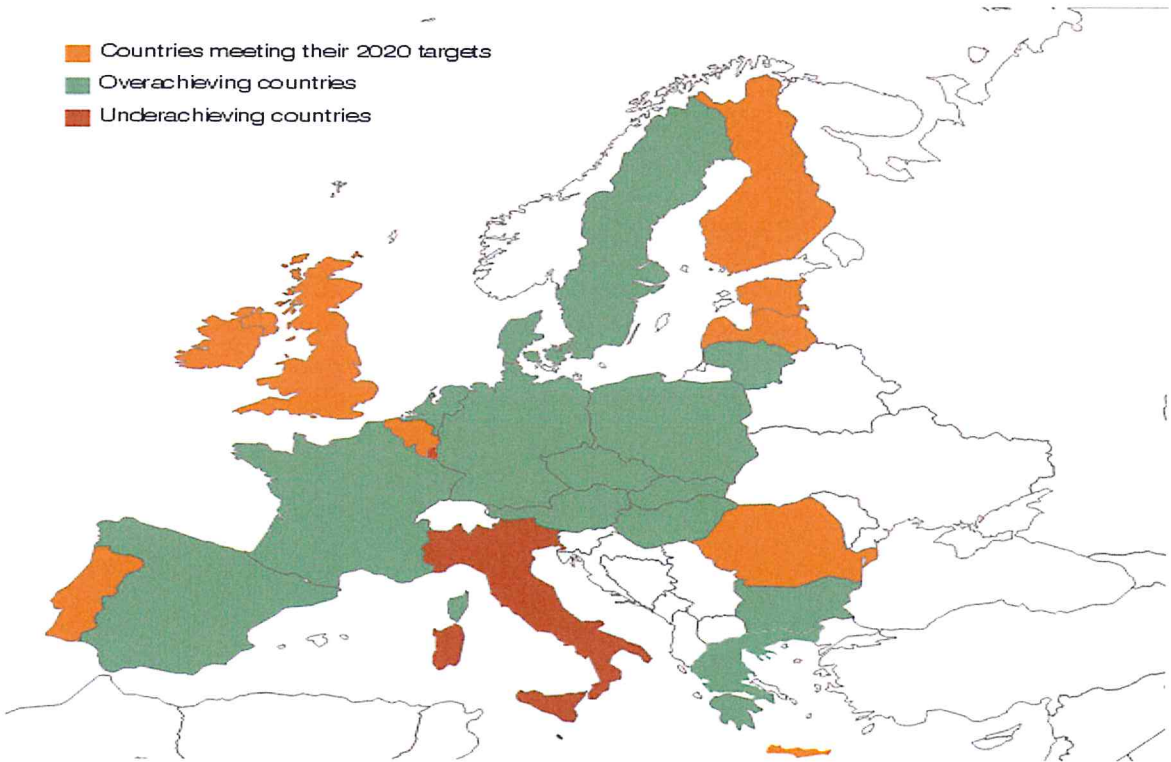 Countries meeting their 2020 targets
Overachieving countries
Underachieving countries